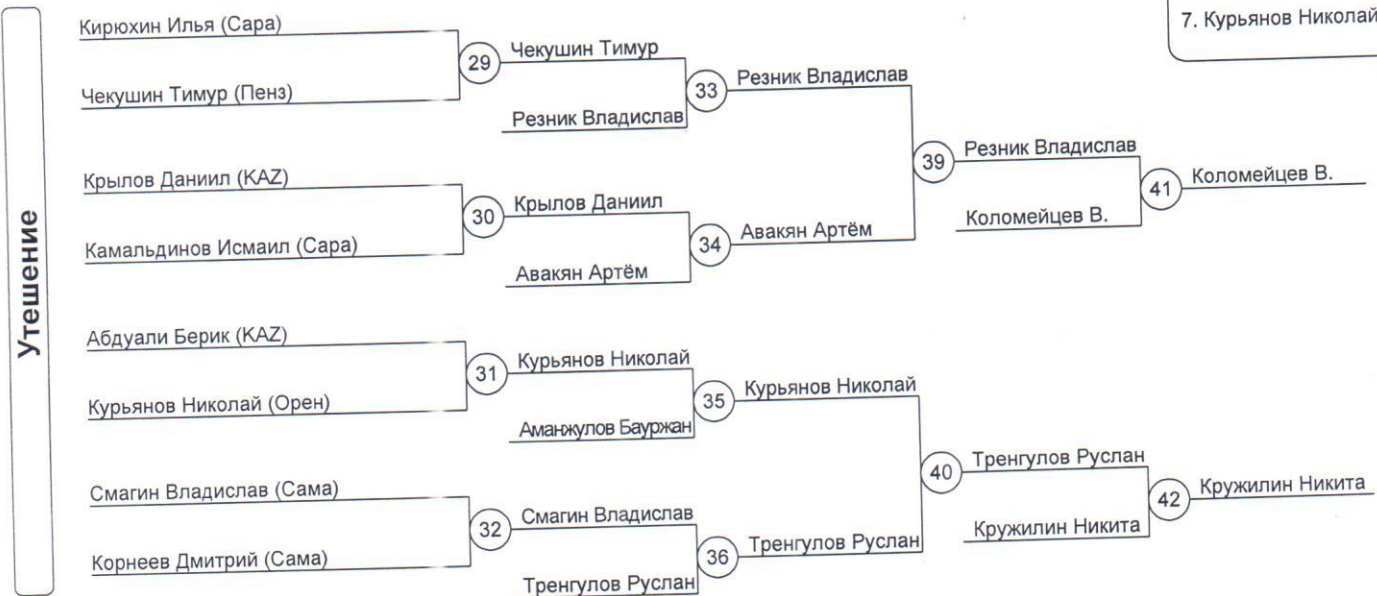 7. Курьянов Николай
Утешение
Кирюхин Илья (Сара)
Чекушин Тимур (Пенз)
29
Чекушин Тимур
Резник Владислав
33
Резник Владислав
Крылов Даниил (KAZ)
Камальдинов Исмаил (Сара)
30
Крылов Даниил
Авакян Артём
34
Авакян Артём
39
Резник Владислав
Коломейцев В.
41
Коломейцев В.
Абдуали Берик (KAZ)
Курьянов Николай (Орен)
31
Курьянов Николай
Аманжулов Бауржан
35
Курьянов Николай
Смагин Владислав (Сама)
Корнеев Дмитрий (Сама)
32
Смагин Владислав
Тренгулов Руслан
36
Тренгулов Руслан
40
Тренгулов Руслан
Кружилин Никита
42
Кружилин Никита